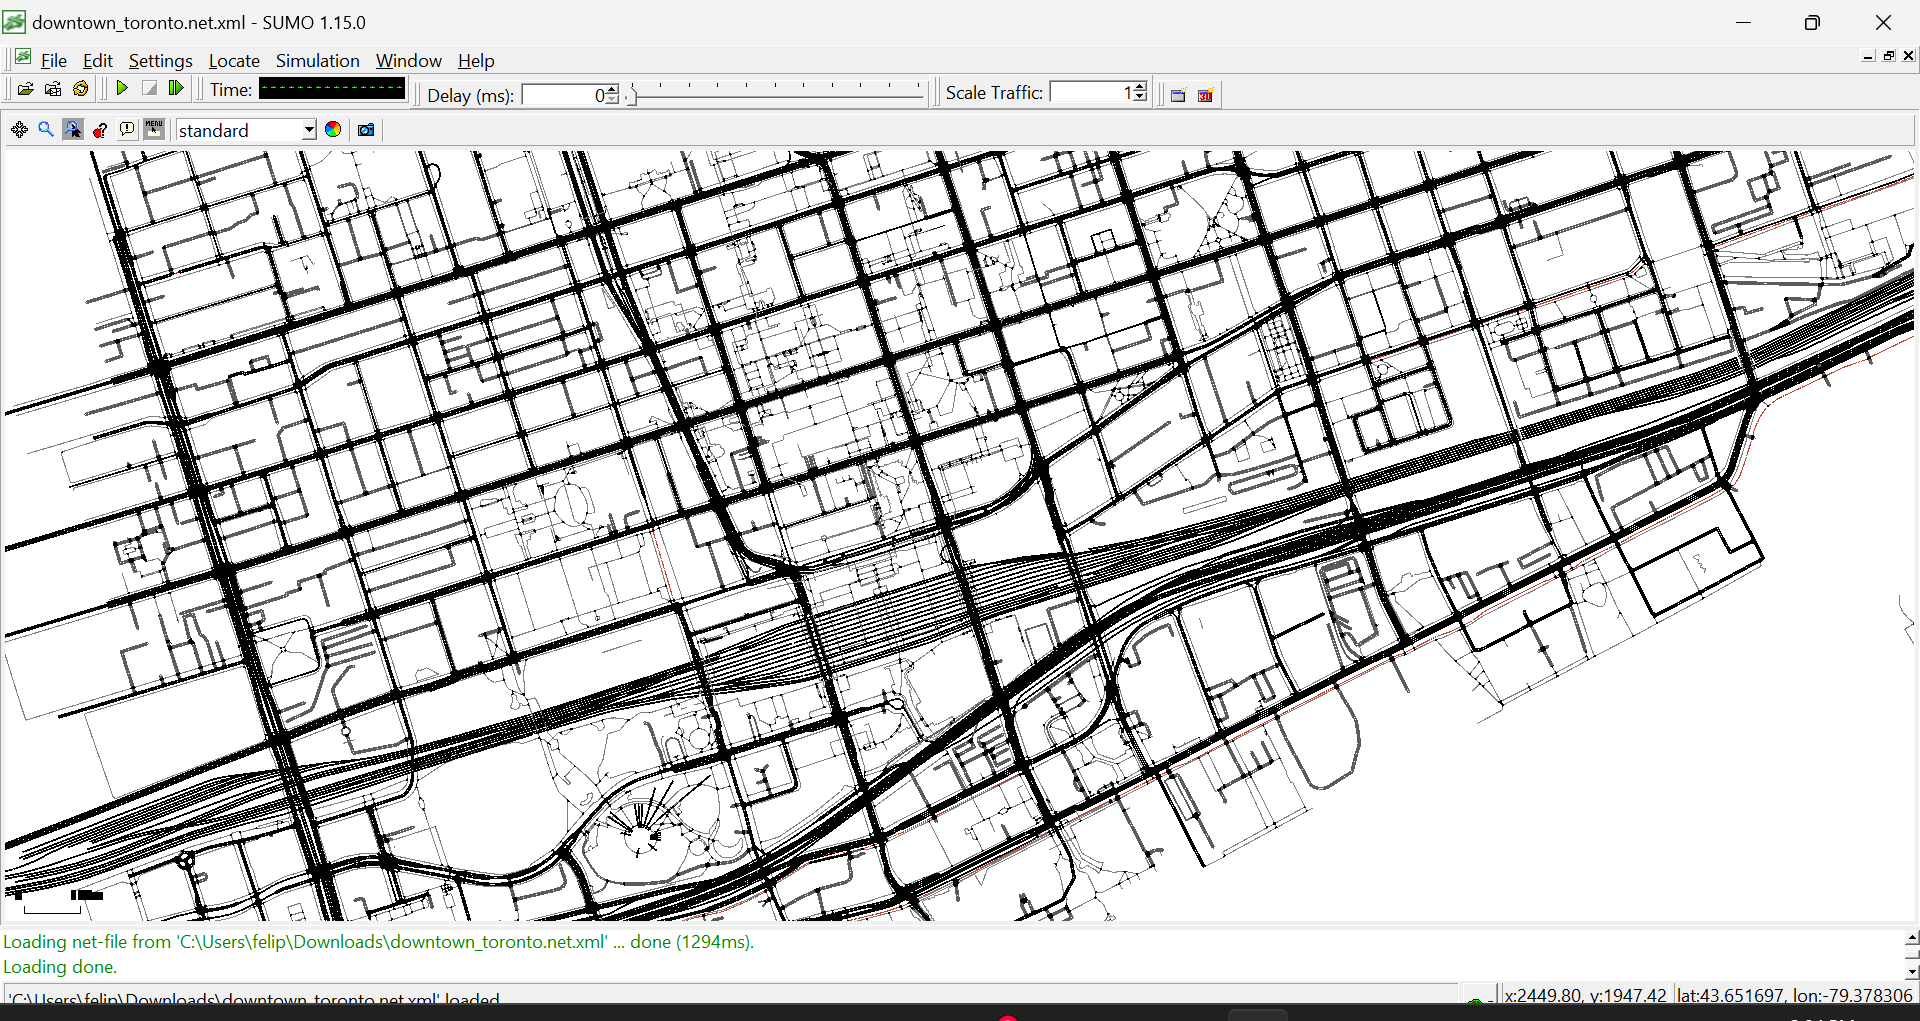 downtown_toronto.net.xml - SUMO 1.15.0
File Edit Settings Locate Simulation Window Help
Time: Delay (ms): 0 Scale Traffic: 1
MENU standard
Loading net-file from 'C:\Users\felip\Downloads\downtown_toronto.net.xml' ... done (1294ms).
Loading done.
'C:\Users\felip\Downloads\downtown_toronto.net.xml' loaded.
x:2449.80, y:1947.42 lat:43.651697, lon:-79.378306